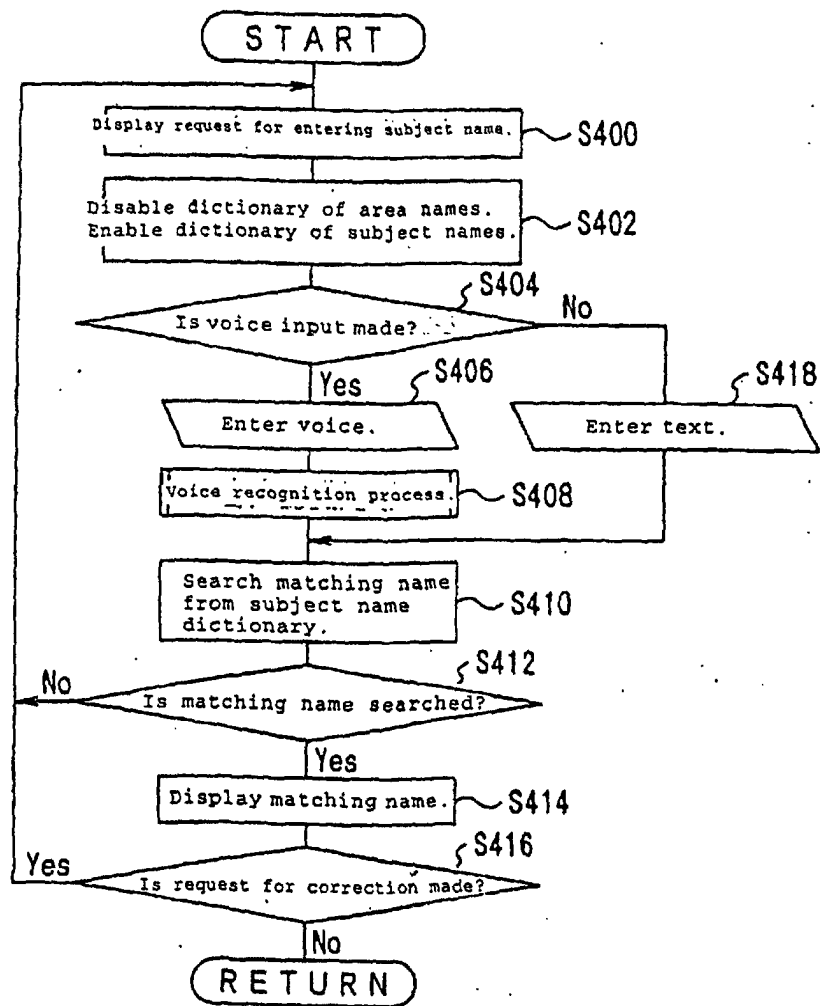 START
Display request for entering subject name.
S400
Disable dictionary of area names.
Enable dictionary of subject names.
S402
S404
Is voice input made?
No
Yes
S406
S418
Enter voice.
Enter text.
Voice recognition process.
S408
Search matching name
from subject name
dictionary.
S410
S412
No
Is matching name searched?
Yes
Display matching name.
S414
S416
Yes
Is request for correction made?
No
RETURN